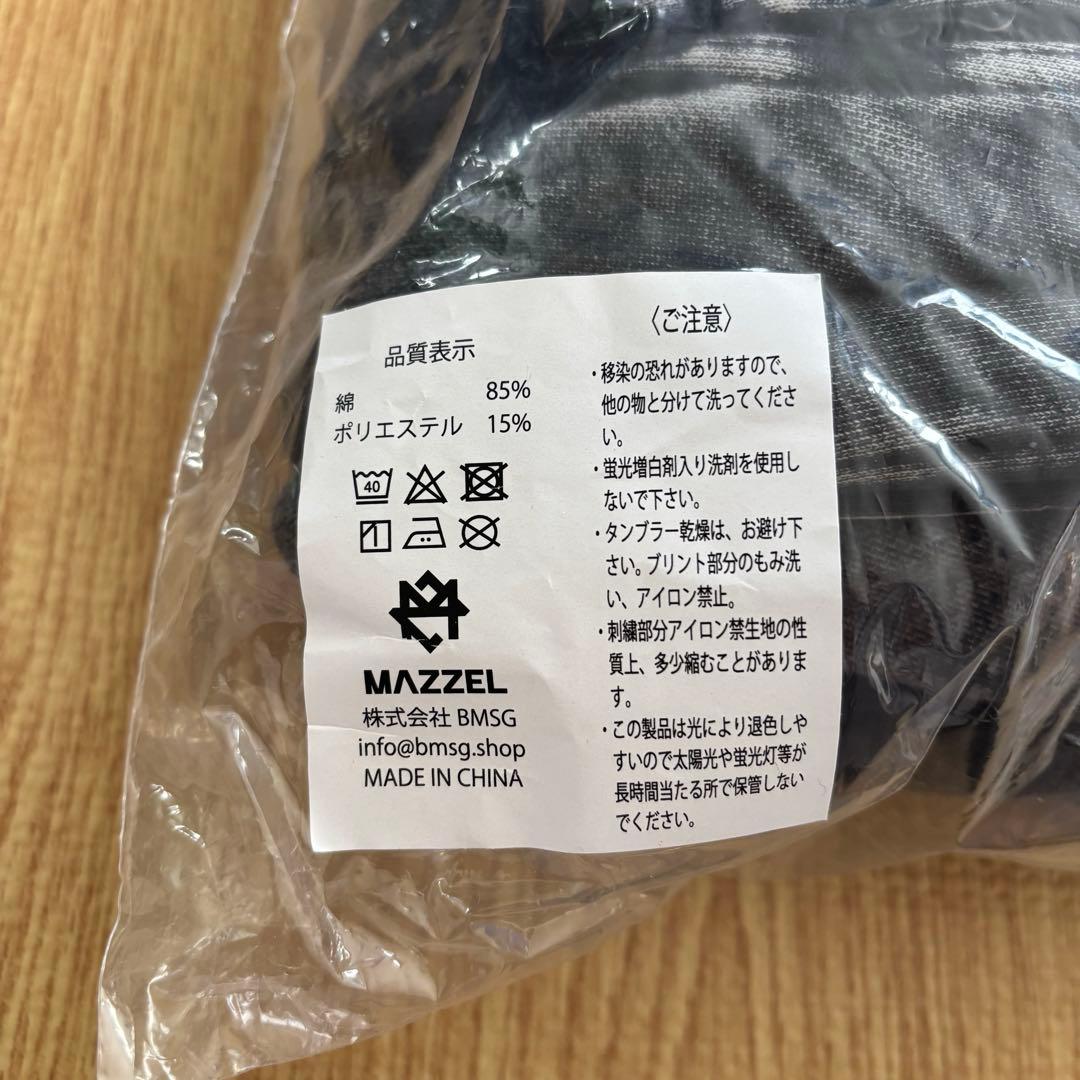 品質表示
綿 85%
ポリエステル 15%
40
MAZZEL
株式会社 BMSG
info@bmsg.shop
MADE IN CHINA
〈ご注意〉
・移染の恐れがありますので、
他の物と分けて洗ってくださ
い。
・蛍光増白剤入り洗剤を使用し
ないで下さい。
・タンブラー乾燥は、お避け下
さい。プリント部分のもみ洗
い、アイロン禁止。
・刺繍部分アイロン禁生地の性
質上、多少縮むことがありま
す。
・この製品は光により退色しや
すいので太陽光や蛍光灯等が
長時間当たる所で保管しない
でください。